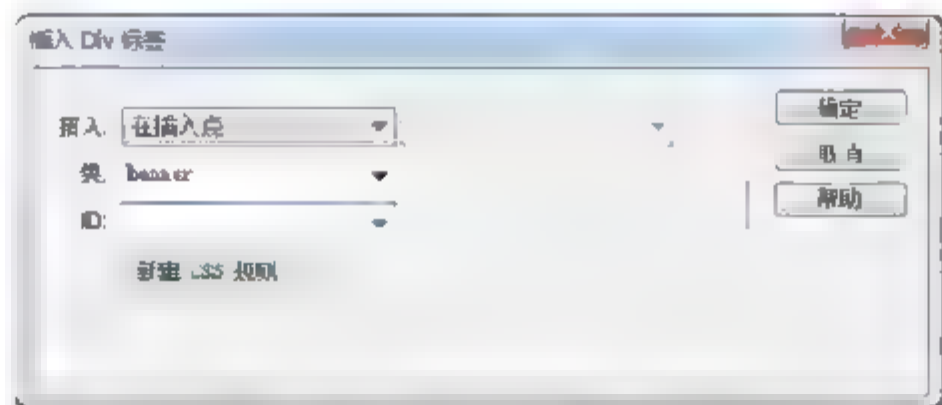 插入 Div 标签
插入: 在插入点
类: banner
ID:
新建 CSS 规则
确定
取消
帮助